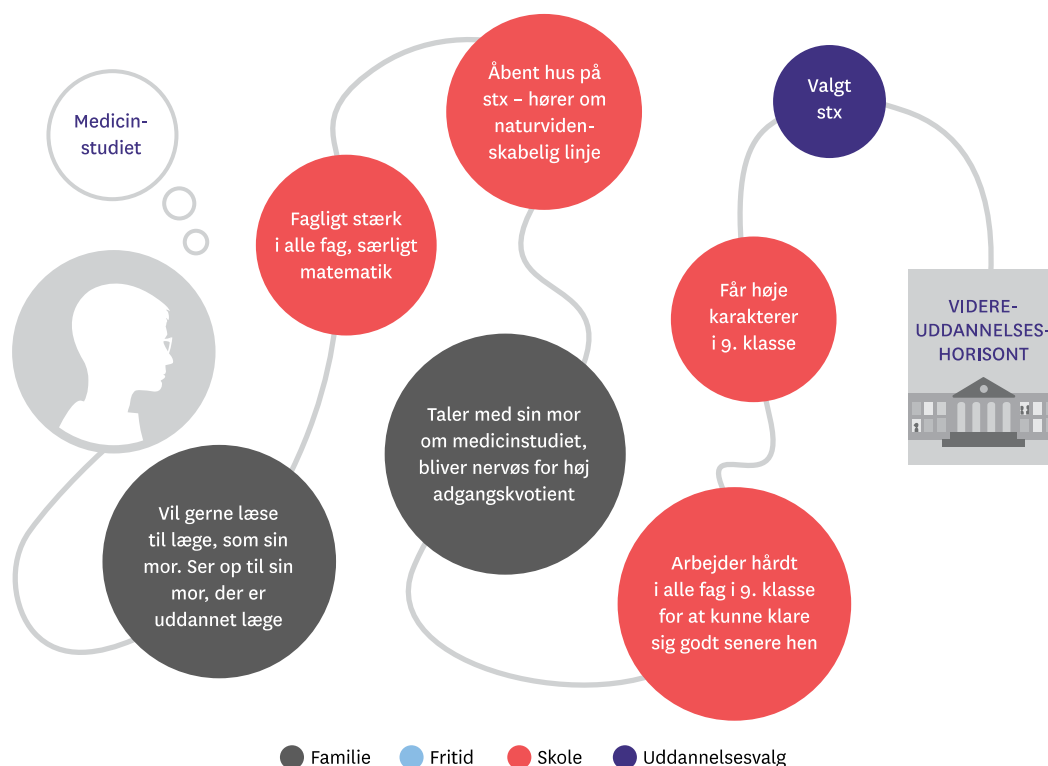 Medicin-
studiet
Vil gerne læse
til læge, som sin
mor. Ser op til sin
mor, der er
uddannet læge
Fagligt stærk
i alle fag, særligt
matematik
Åbent hus på
stx – hører om
naturviden-
skabelig linje
Taler med sin mor
om medicinstudiet,
bliver nervøs for høj
adgangskvotient
Arbejder hårdt
i alle fag i 9. klasse
for at kunne klare
sig godt senere hen
Får høje
karakterer
i 9. klasse
Valgt
stx
VIDERE-
UDDANNELSES-
HORISONT
Familie
Fritid
Skole
Uddannelsesvalg